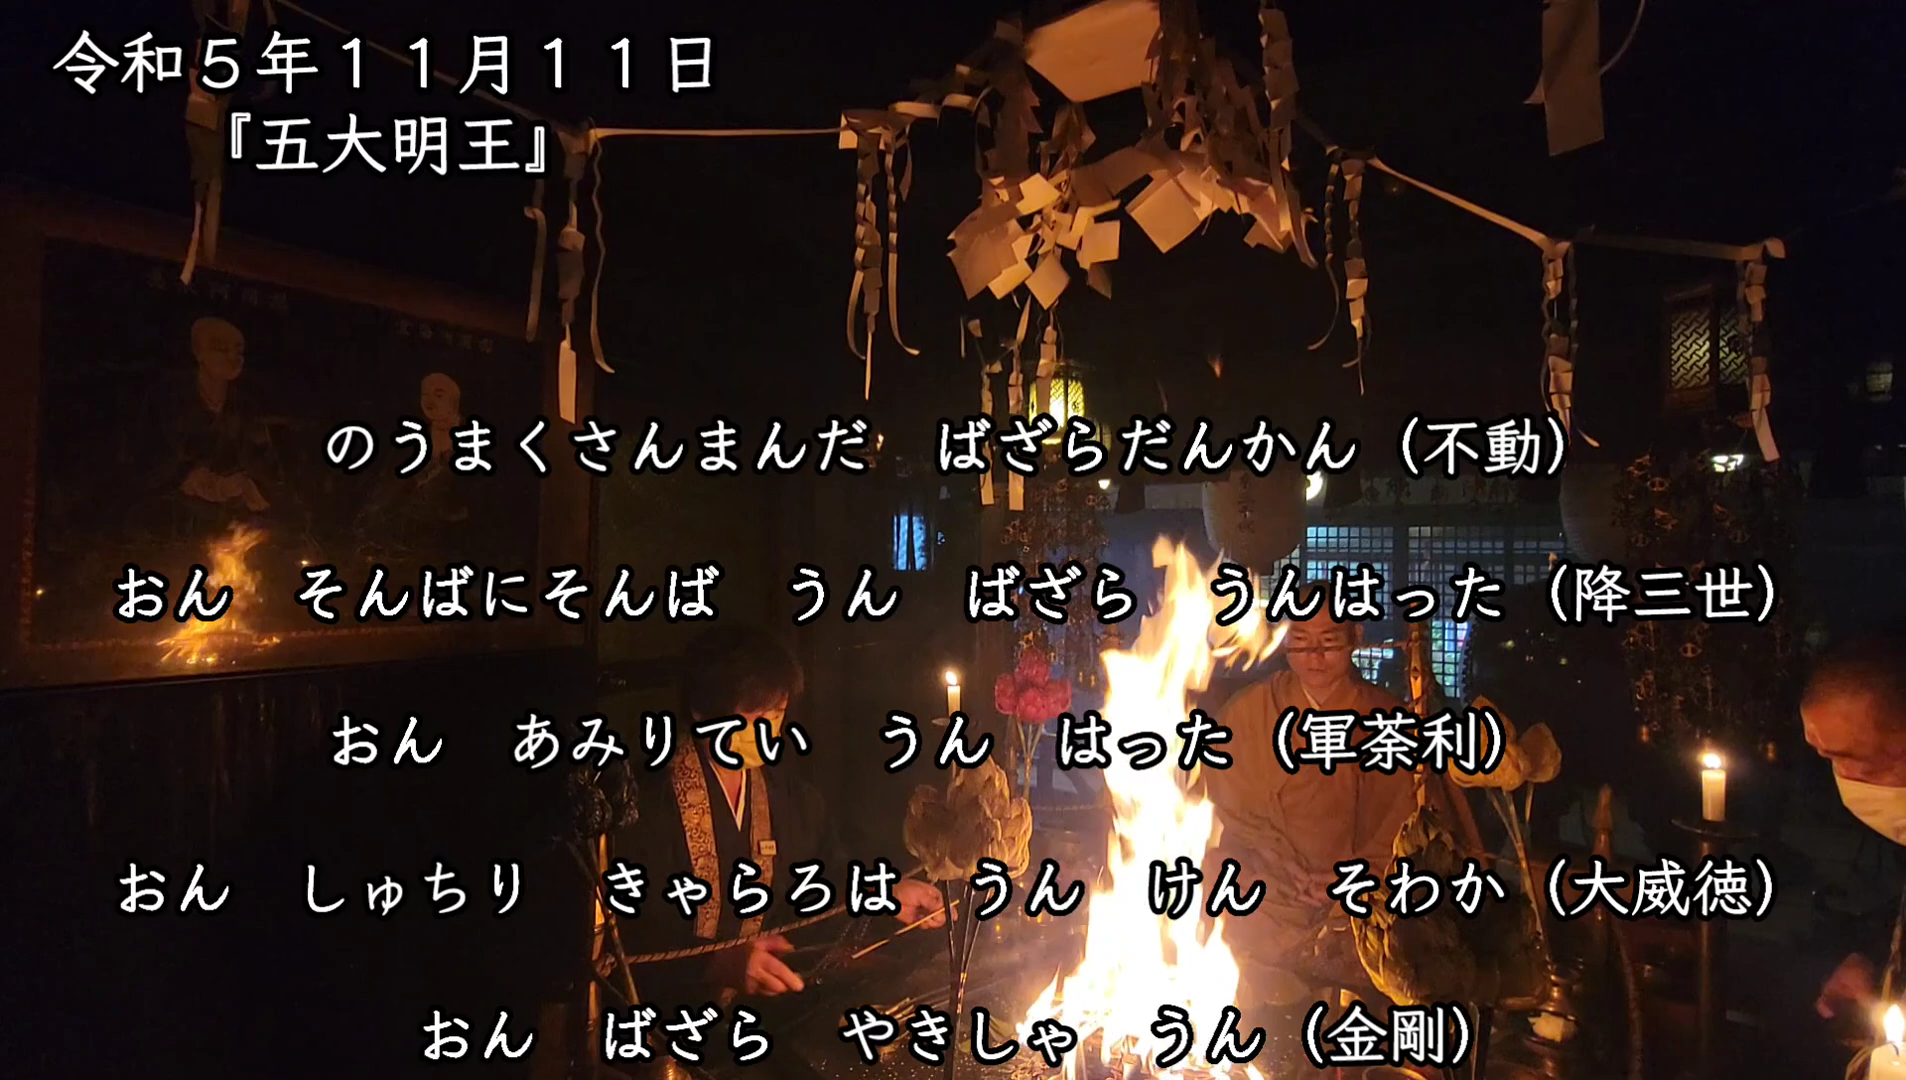 令和５年１１月１１日
『五大明王』
のうまくさんまんだ　ばざらだんかん（不動）
おん　そんばにそんば　うん　ばざら　うんはった（降三世）
おん　あみりてい　うん　はった（軍荼利）
おん　しゅちり　きゃらろは　うん　けん　そわか（大威徳）
おん　ばざら　やきしゃ　うん（金剛）